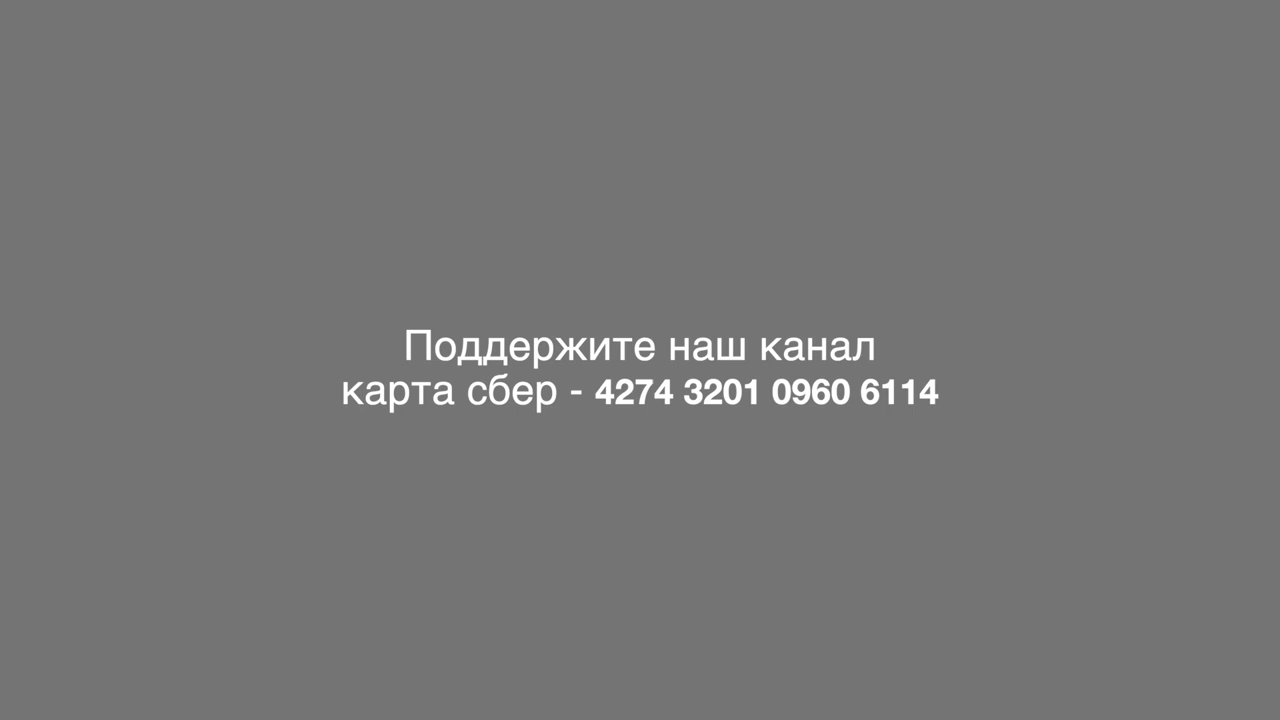 Поддержите наш канал
карта сбер - 4274 3201 0960 6114